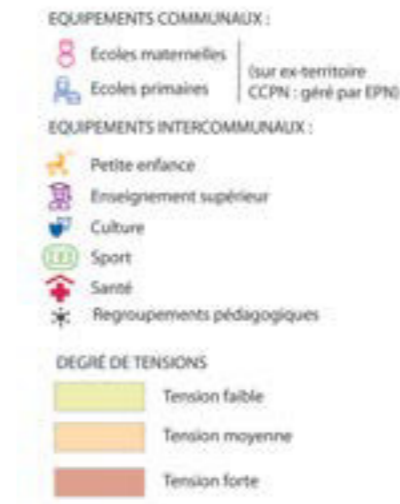 EQUIPEMENTS COMMUNAUX :
Ecoles maternelles
(sur ex-territoire
Ecoles primaires
CCPN : géré par EPN)
EQUIPEMENTS INTERCOMMUNAUX :
Petite enfance
Enseignement supérieur
Culture
Sport
Santé
Regroupements pédagogiques
DEGRÉ DE TENSIONS
Tension faible
Tension moyenne
Tension forte